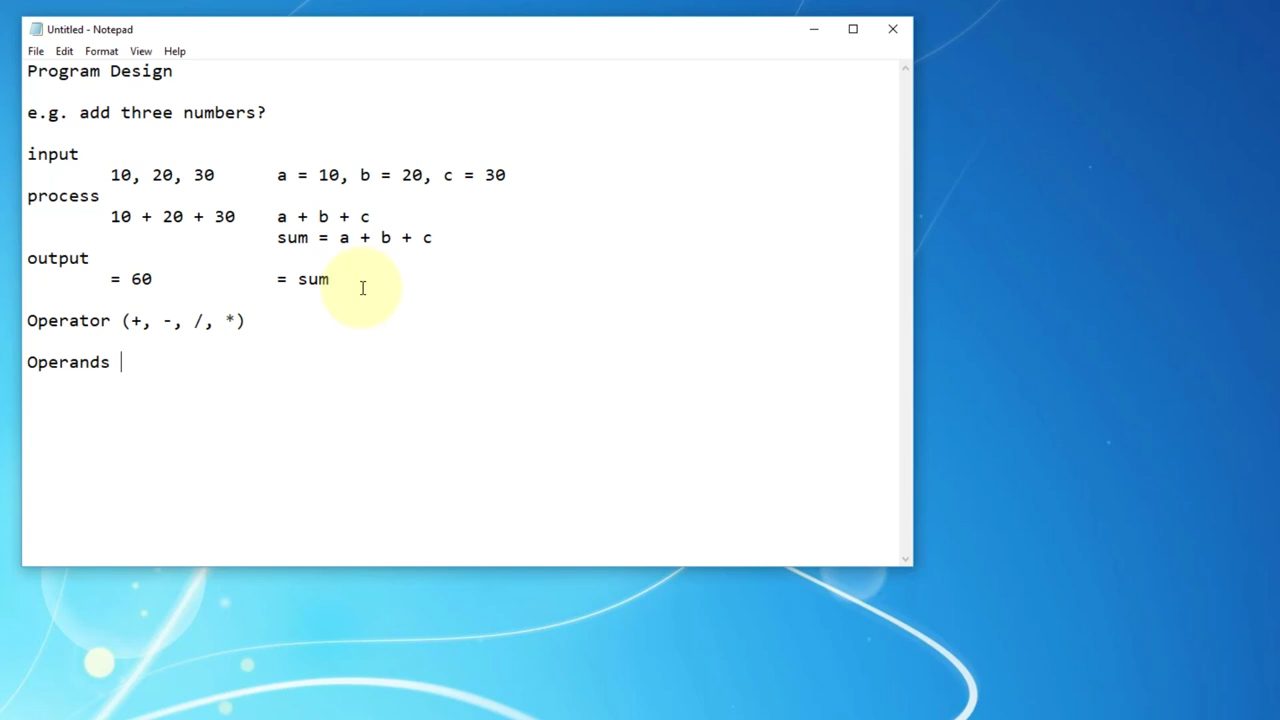 Untitled - Notepad
File Edit Format View Help
Program Design
e.g. add three numbers?
input
10, 20, 30 a = 10, b = 20, c = 30
process
10 + 20 + 30 a + b + c
sum = a + b + c
output
= 60 = sum
Operator (+, -, /, *)
Operands